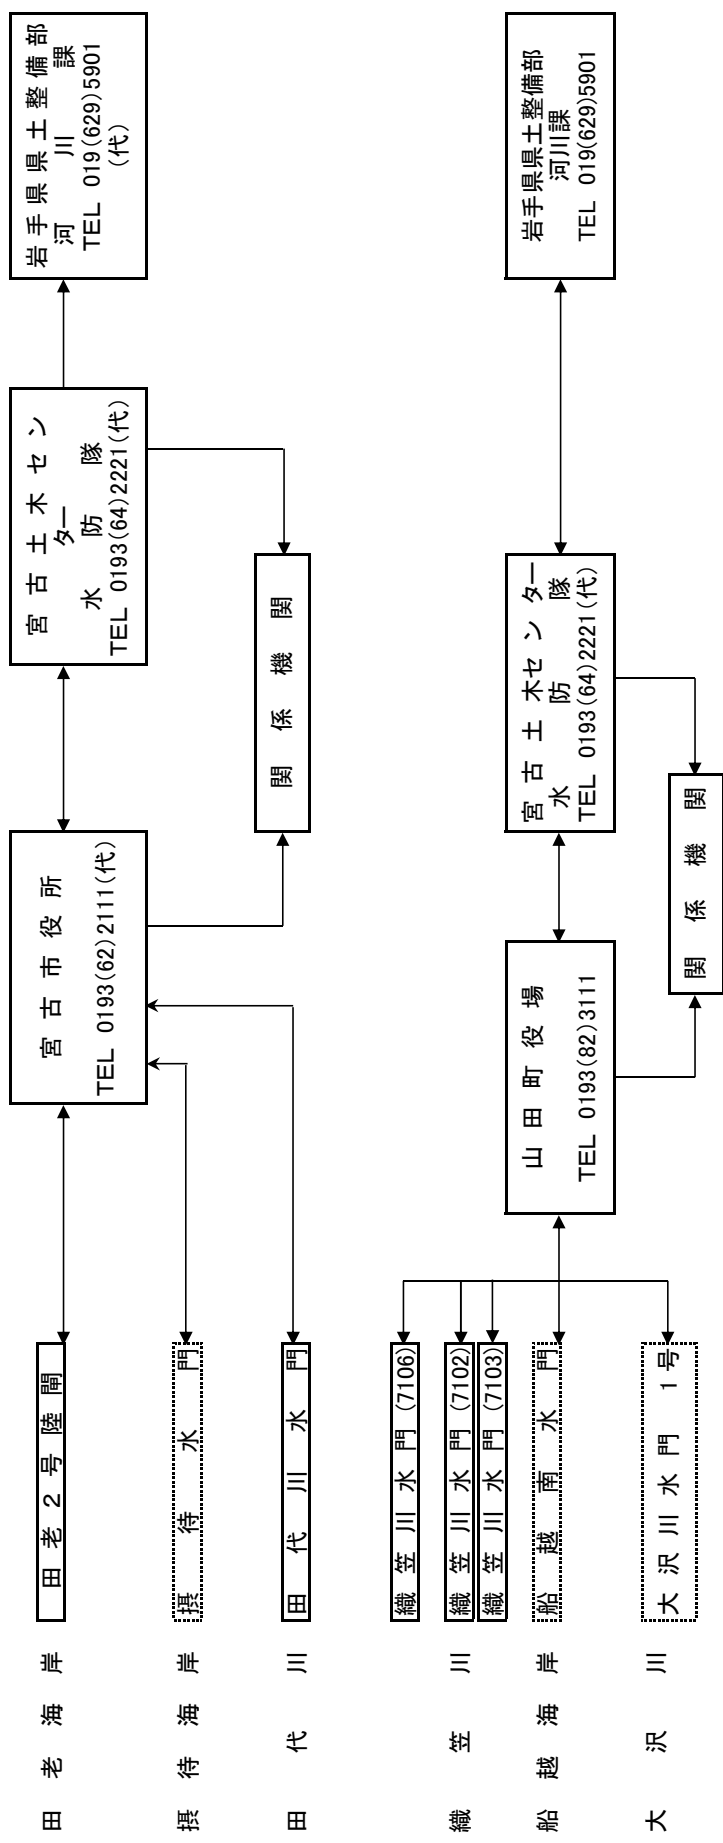 田老海岸
田老2号陸閘
宮古市役所
TEL 0193(62)2111(代)
宮古土木セン
ター
水防隊
TEL 0193(64)2221(代)
岩手県県土整備部
河川課
TEL 019(629)5901
(代)
摂待海岸
摂待水門
田代川
田代川水門
関係機関
織笠川
織笠川水門(7106)
織笠川水門(7102)
織笠川水門(7103)
船越海岸
船越南水門
大沢川
大沢川水門 1号
山田町役場
TEL 0193(82)3111
宮古土木センター
水防隊
TEL 0193(64)2221(代)
岩手県県土整備部
河川課
TEL 019(629)5901
関係機関